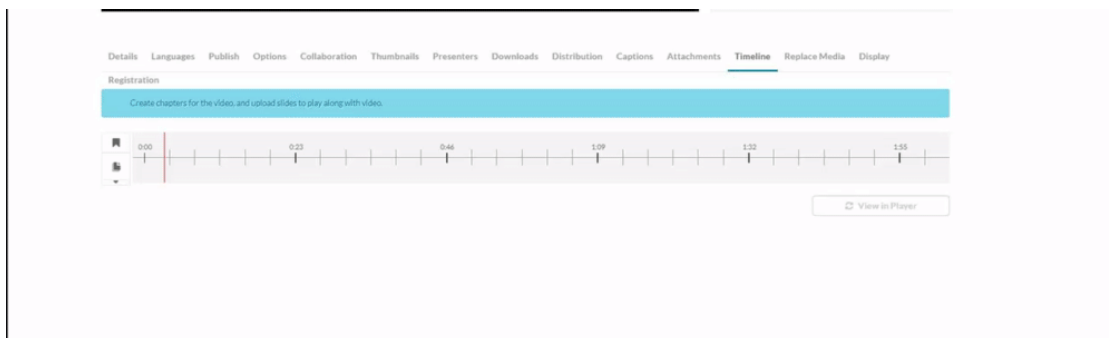 Details Languages Publish Options Collaboration Thumbnails Presenters Downloads Distribution Captions Attachments Timeline Replace Media Display
Registration
Create chapters for the video, and upload slides to play along with video.
0:00 0:23 0:46 1:09 1:32 1:55
View in Player